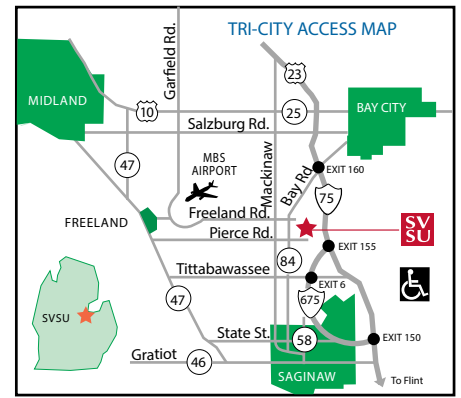 TRI-CITY ACCESS MAP
Garfield Rd.
23
MIDLAND
10
25
BAY CITY
Salzburg Rd.
47
MBS
AIRPORT
Mackinaw
Bay Rd
EXIT 160
75
FREELAND
Freeland Rd.
SV
SU
Pierce Rd.
EXIT 155
84
Tittabawassee
EXIT 6
47
675
SVSU
State St.
58
EXIT 150
Gratiot
46
SAGINAW
To Flint